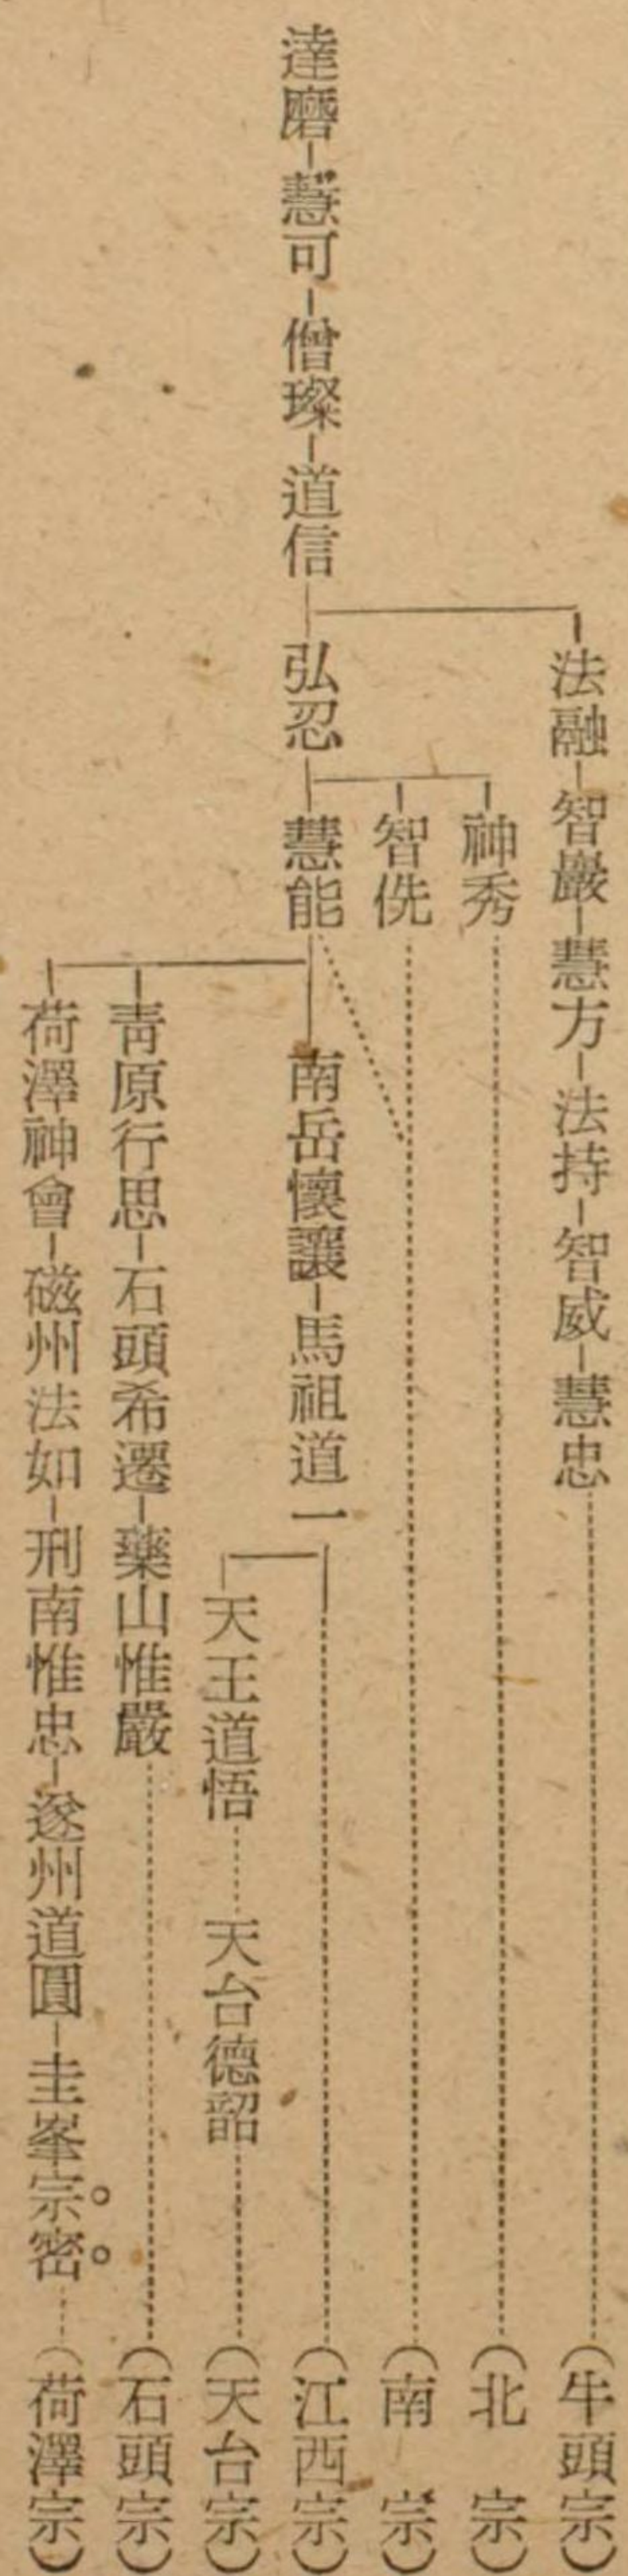 達磨－慧可－僧璨－道信
法融－智巖－慧方－法持－智威－慧忠（牛頭宗）
弘忍
神秀（北宗）
智侁（南宗）
慧能
南岳懷讓－馬祖道一（江西宗）
天王道悟 天台德韶（天台宗）
靑原行思－石頭希遷－藥山惟嚴（石頭宗）
荷澤神會－磁州法如－刑南惟忠－遂州道圓－圭峯宗密（荷澤宗）